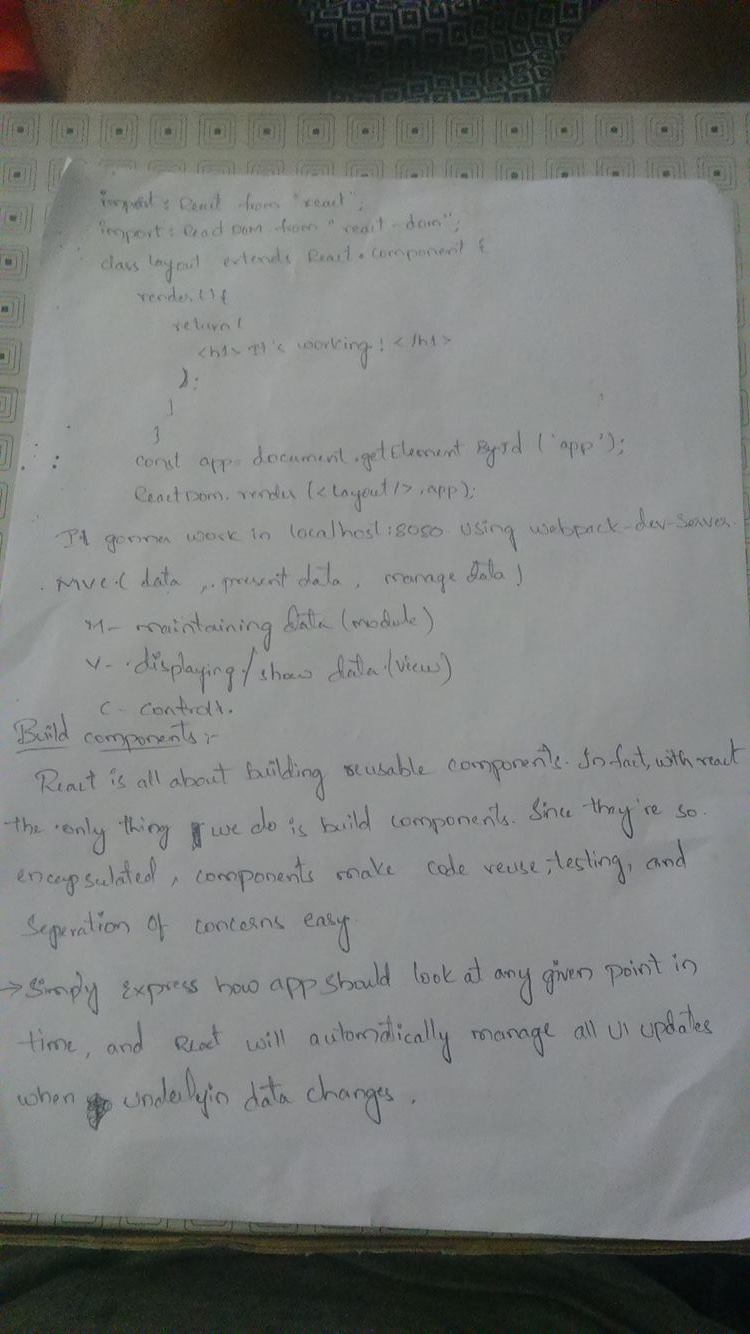 import: React from "react";
import: React Dom from "react-dom";
class layout extends React.component {
render() {
return (
<h1> It's working! </h1>
);
}
}
const app= document.getElement ById ('app');
ReactDom.render (<layout/>,app);
It gonna work in localhost:8080 using webpack-dev-server.
MVC ( data , present data , manage data )
M- maintaining data (module)
V- displaying/show data (view)
C- controls.
Build components:-
React is all about building reusable components. In fact, with react
the only thing we do is build components. Since they're so
encapsulated, components make code reuse, testing, and
Seperation of concerns easy.
→ Simply Express how app should look at any given point in
time, and React will automatically manage all UI updates
when underlyin data changes.